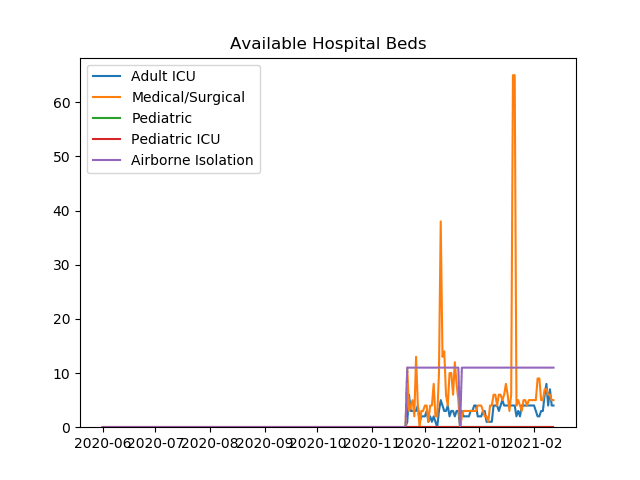 Available Hospital Beds
Adult ICU
Medical/Surgical
Pediatric
Pediatric ICU
Airborne Isolation
60
50
40
30
20
10
0
2020-06 2020-07 2020-08 2020-09 2020-10 2020-11 2020-12 2021-01 2021-02